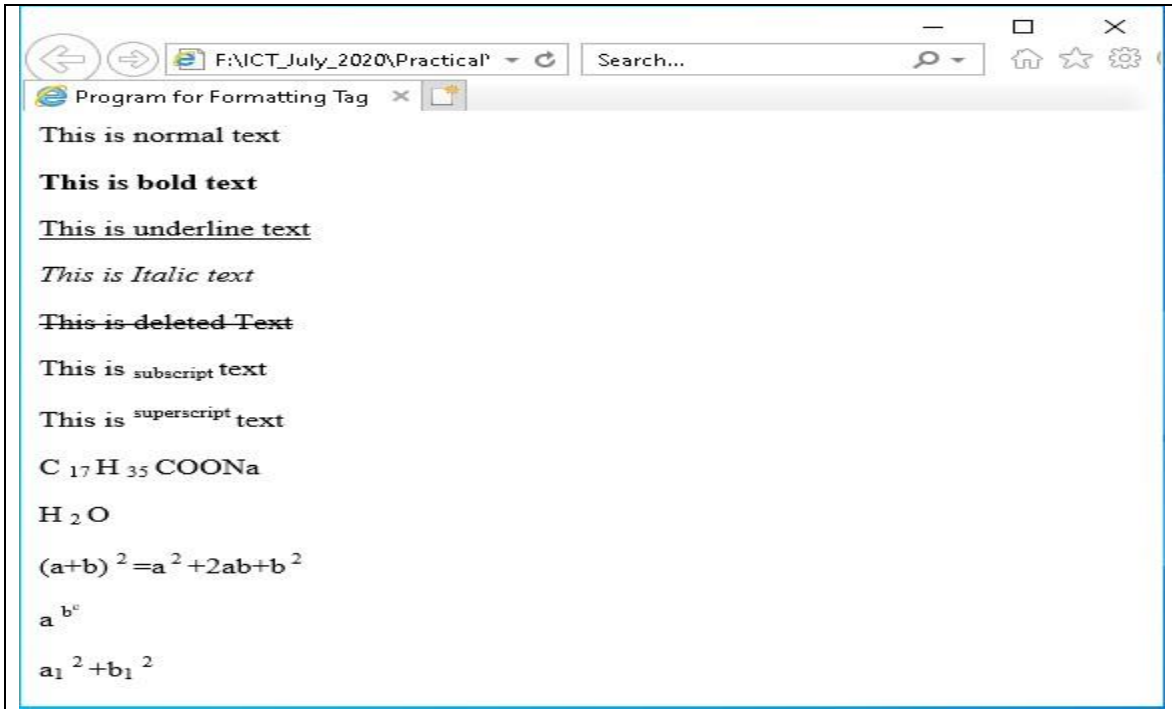 F:\ICT_July_2020\Practical\ Search...
Program for Formatting Tag
This is normal text
This is bold text
This is underline text
This is Italic text
This is deleted Text
This is subscript text
This is superscript text
C 17 H 35 COONa
H 2 O
(a+b) 2 =a 2 +2ab+b 2
a b c
a1 2 +b1 2